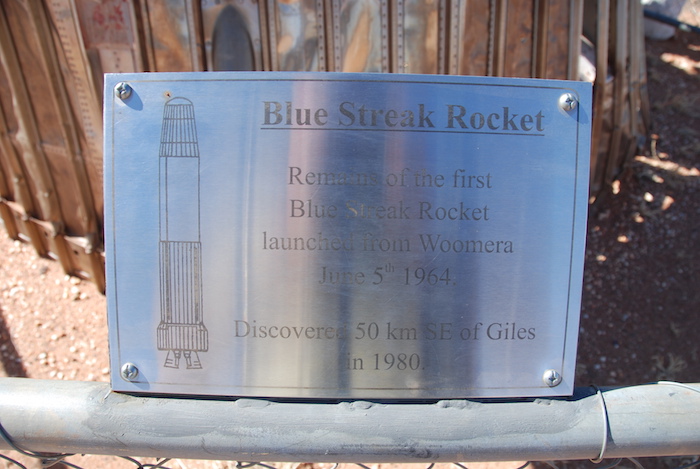 Blue Streak Rocket
Remains of the first
Blue Streak Rocket
launched from Woomera
June 5th 1964.
Discovered 50 km SE of Giles
in 1980.